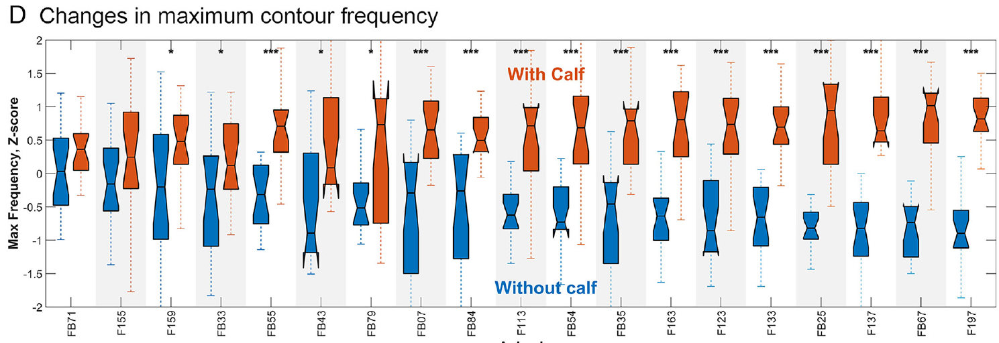 D Changes in maximum contour frequency
Max Frequency, Z-score
2
1.5
1
0.5
0
-0.5
-1
-1.5
-2
* * *** * * *** *** *** *** *** *** *** *** *** *** *** ***
With Calf
Without calf
FB71
F155
F159
FB33
FB55
FB43
FB79
FB07
FB84
F113
FB54
FB35
F163
F123
F133
FB25
F137
FB67
F197